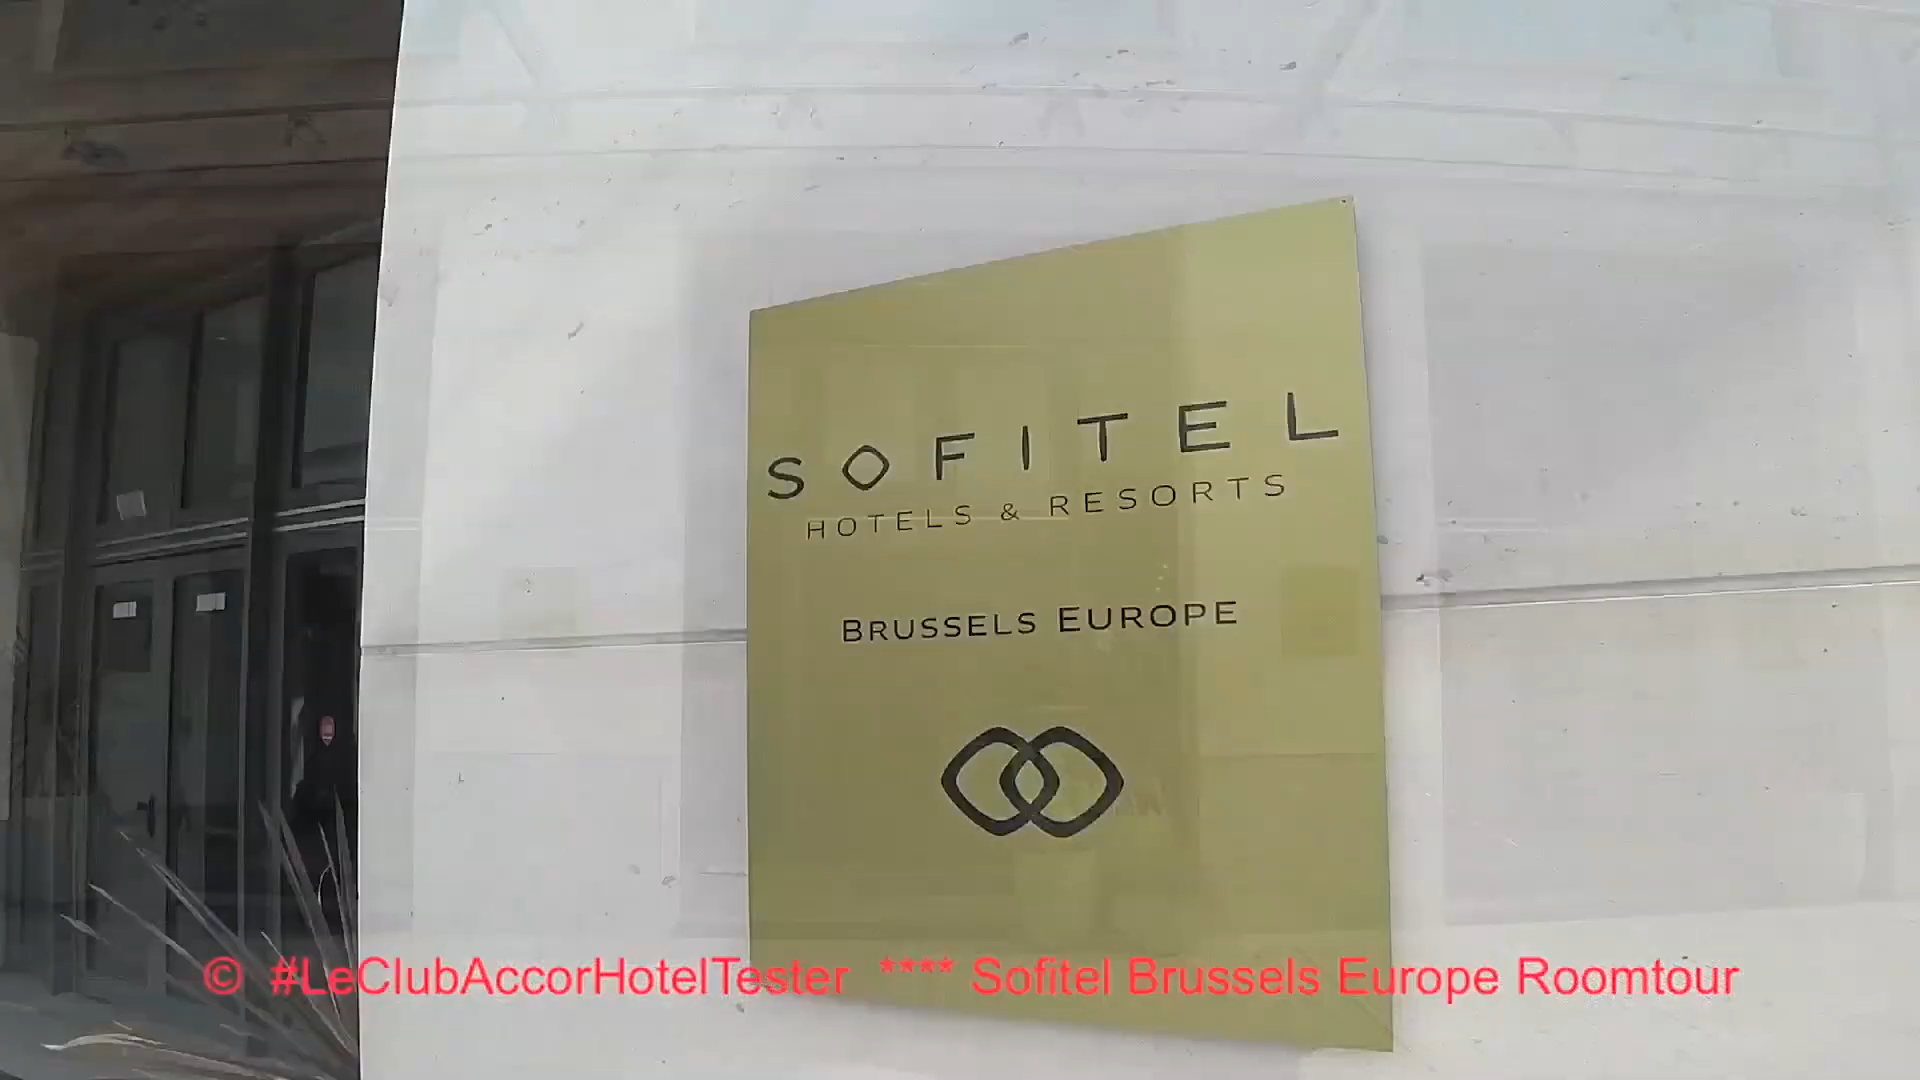 SOFITEL
HOTELS & RESORTS
BRUSSELS EUROPE
© #LeClubAccorHotelTester **** Sofitel Brussels Europe Roomtour